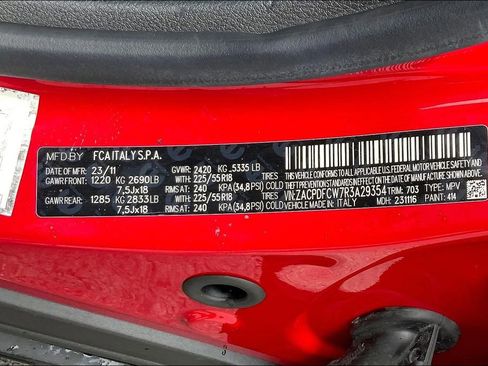 MFD.BY FCA ITALY S.P.A.
DATE OF MFR: 23/11 GVWR: 2420 KG 5335 LB
GAWR FRONT: 1220 KG 2690LB WITH: 225/55R18
7,5Jx18 RIMS AT: 240 KPA (34,8PSI) COLD
GAWR REAR: 1285 KG 2833LB WITH: 225/55R18
7,5Jx18 RIMS AT: 240 KPA (34,8PSI) COLD
THIS VEHICLE CONFORMS TO ALL APPLICABLE U.S. FEDERAL MOTOR VEHICLE SAFETY,BUMPER AND
THEFT PREVENTION STANDARDS IN EFFECT ON THE DATE OF MANUFACTURE SHOWN ABOVE
VIN: ZACPDFCW7R3A29354 TRIM: 703 TYPE: MPV
VEHICLE MADE IN: ITALY MDH: 231116 PAINT: 414